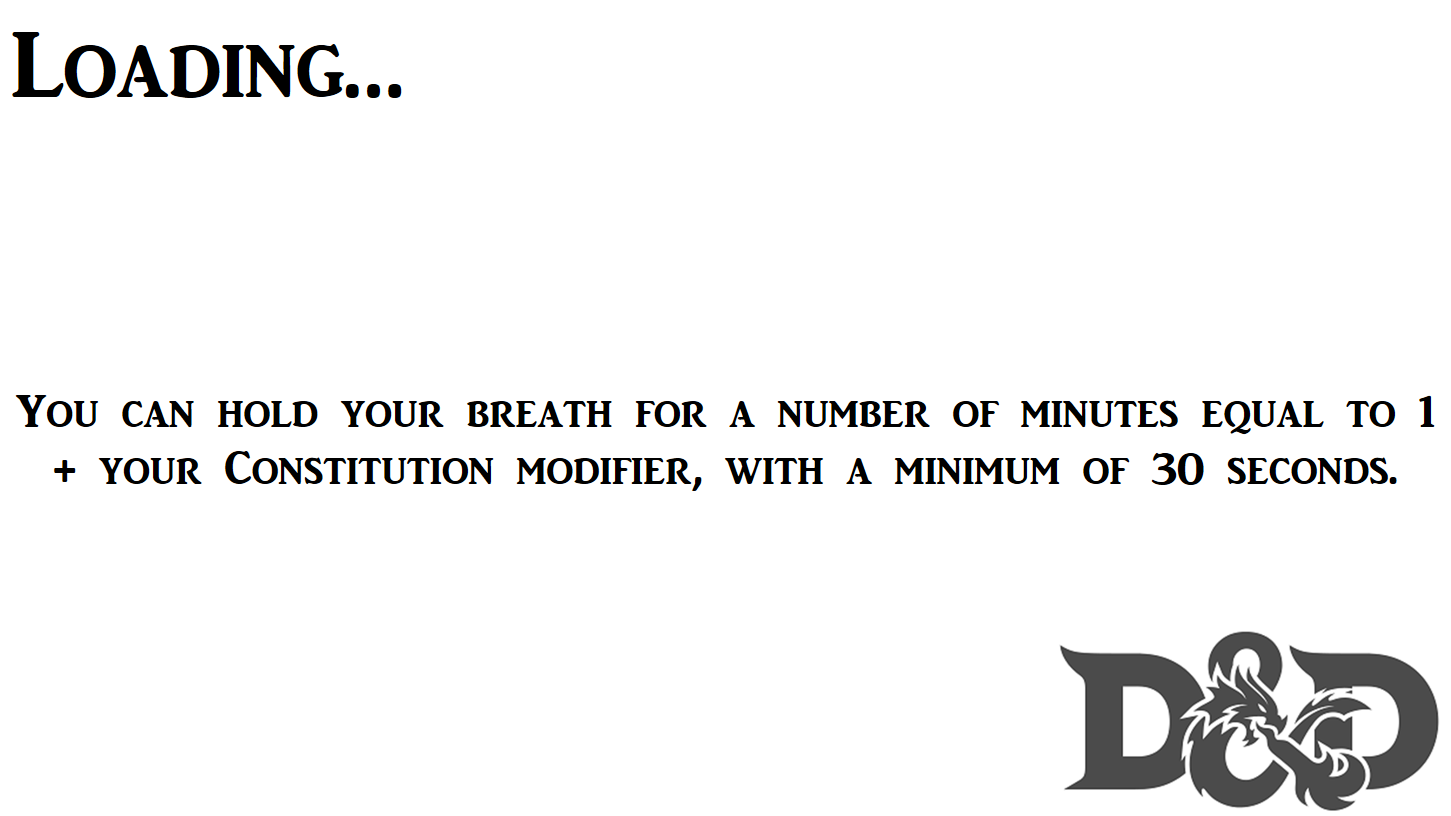 Loading...
You can hold your breath for a number of minutes equal to 1
+ your Constitution modifier, with a minimum of 30 seconds.
D&D